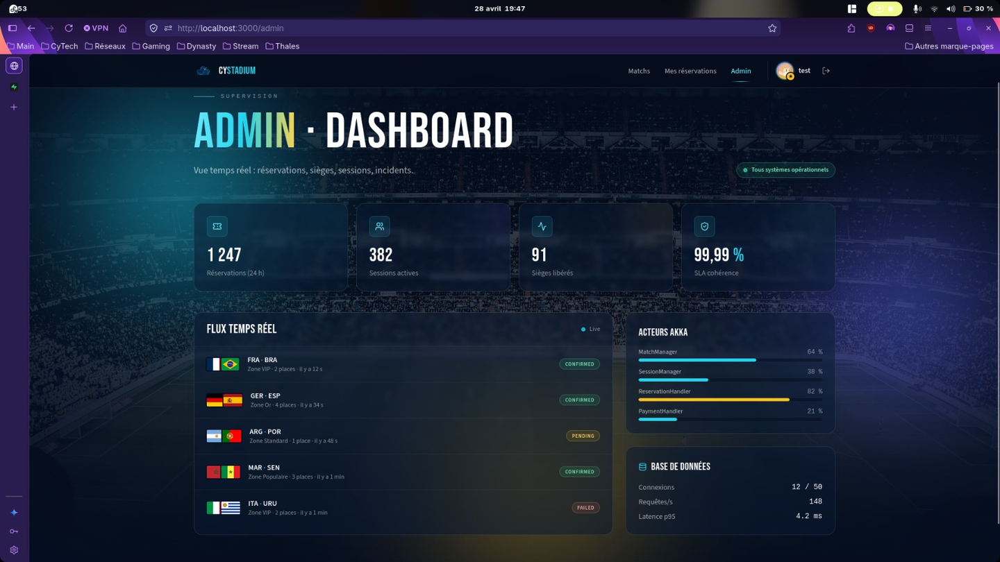 53
28 avril 19:47
30 %
VPN
http://localhost:3000/admin
Main
CyTech
Réseaux
Gaming
Dynasty
Stream
Thales
Autres marque-pages
CYSTADIUM
Matchs
Mes réservations
Admin
test
SUPERVISION
ADMIN · DASHBOARD
Vue temps réel : réservations, sièges, sessions, incidents.
Tous systèmes opérationnels
1 247
Réservations (24 h)
382
Sessions actives
91
Sièges libérés
99,99 %
SLA cohérence
FLUX TEMPS RÉEL
Live
FRA · BRA
Zone VIP · 2 places · il y a 12 s
CONFIRMED
GER · ESP
Zone Or · 4 places · il y a 34 s
CONFIRMED
ARG · POR
Zone Standard · 1 place · il y a 48 s
PENDING
MAR · SEN
Zone Populaire · 3 places · il y a 1 min
CONFIRMED
ITA · URU
Zone VIP · 2 places · il y a 1 min
FAILED
ACTEURS AKKA
MatchManager 64 %
SessionManager 38 %
ReservationHandler 82 %
PaymentHandler 21 %
BASE DE DONNÉES
Connexions 12 / 50
Requêtes/s 148
Latence p95 4.2 ms